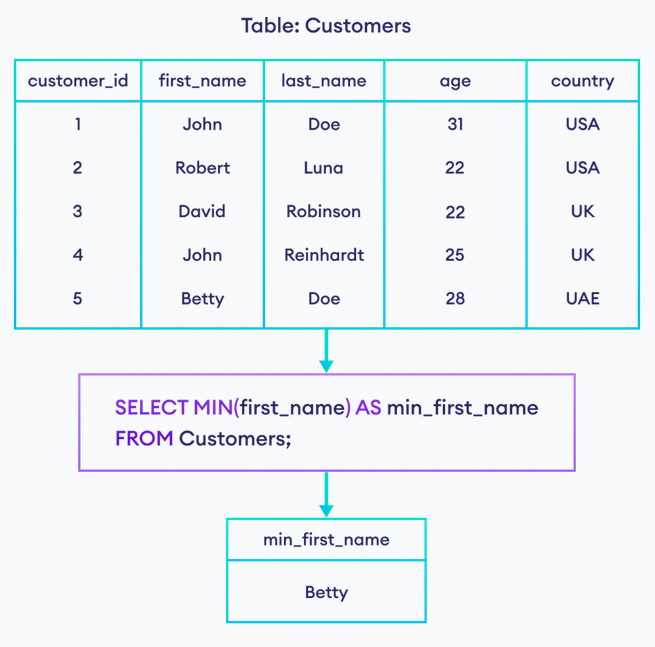 Table: Customers
customer_id first_name last_name age country
1 John Doe 31 USA
2 Robert Luna 22 USA
3 David Robinson 22 UK
4 John Reinhardt 25 UK
5 Betty Doe 28 UAE
SELECT MIN(first_name) AS min_first_name
FROM Customers;
min_first_name
Betty